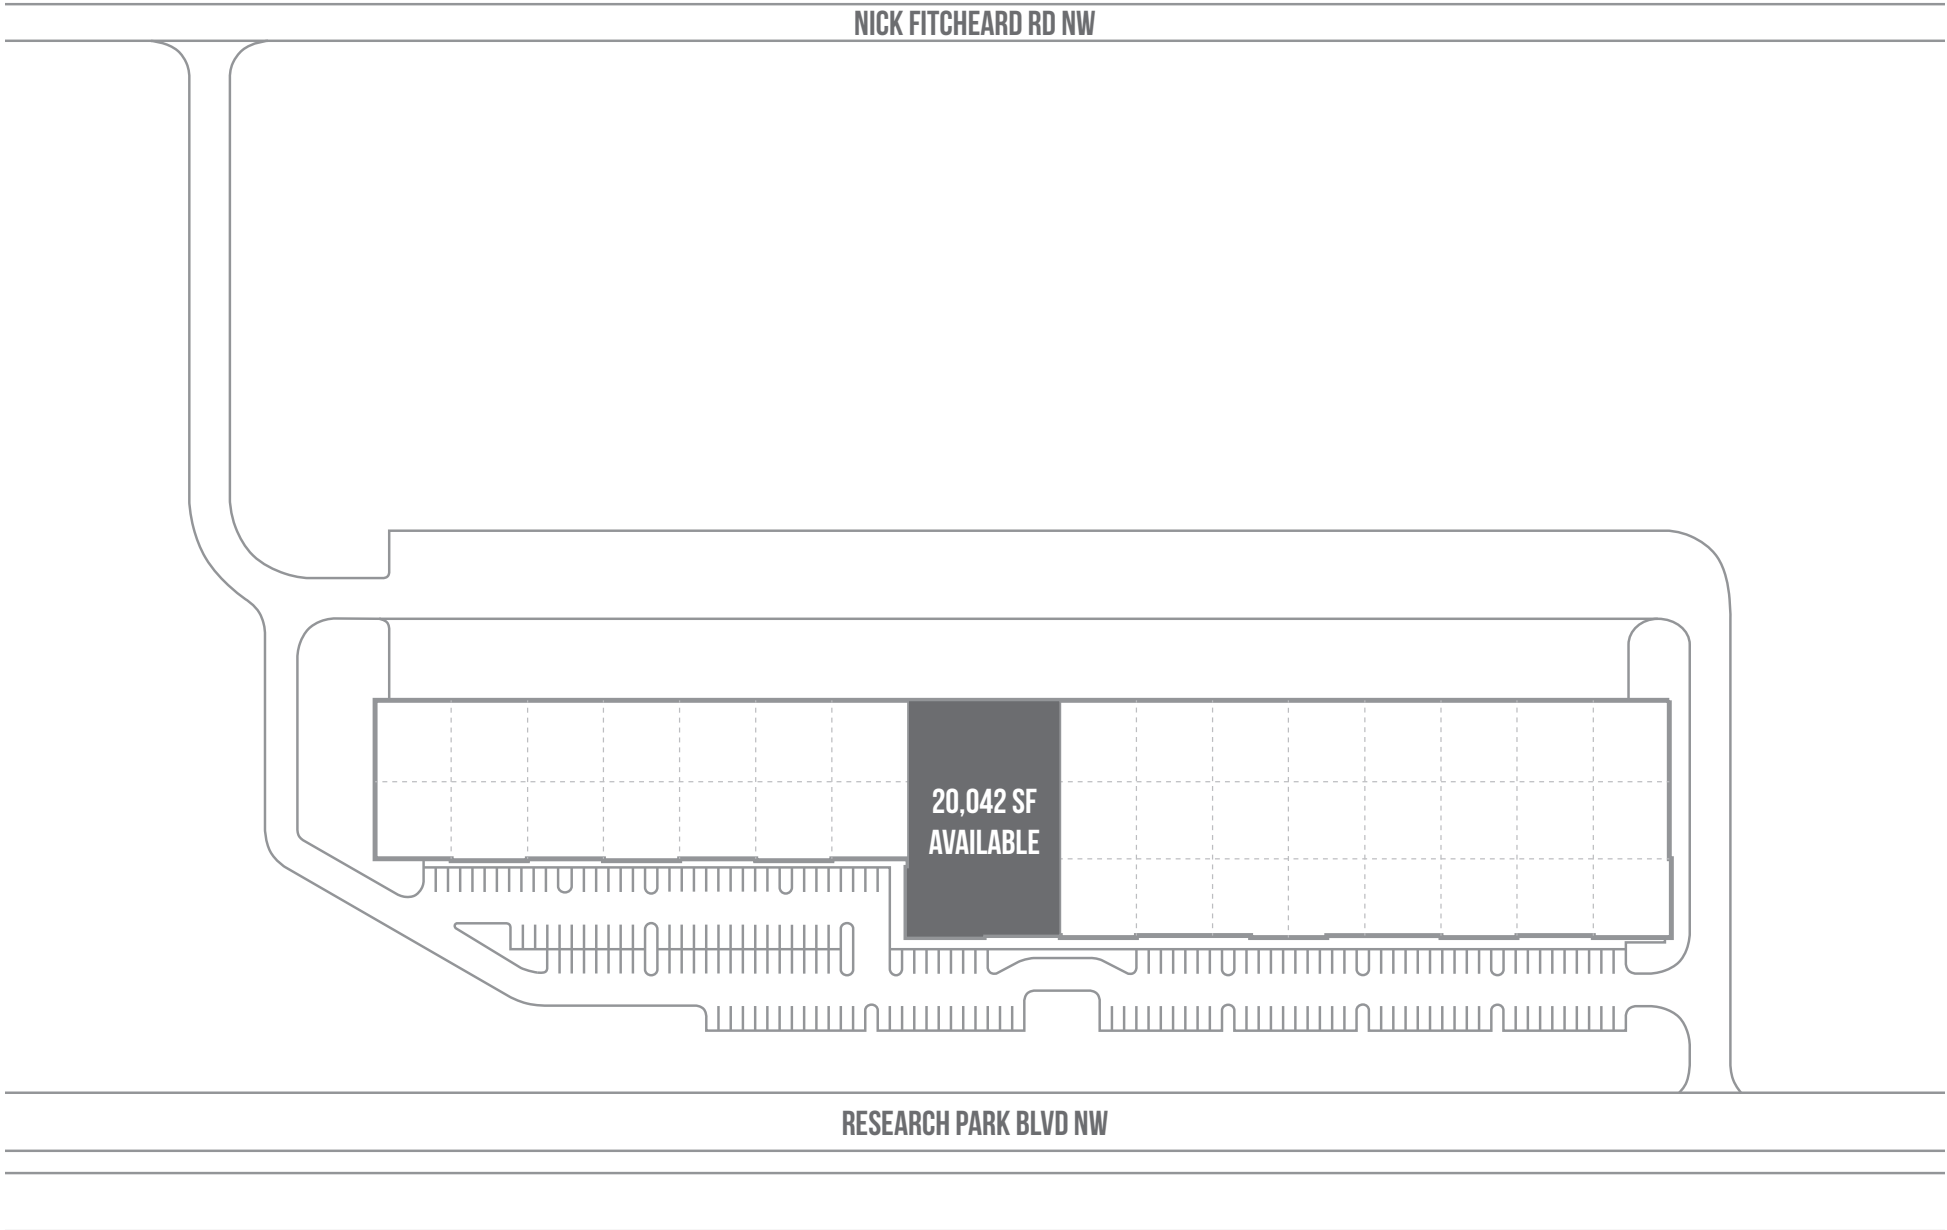 NICK FITCHEARD RD NW
20,042 SF
AVAILABLE
RESEARCH PARK BLVD NW